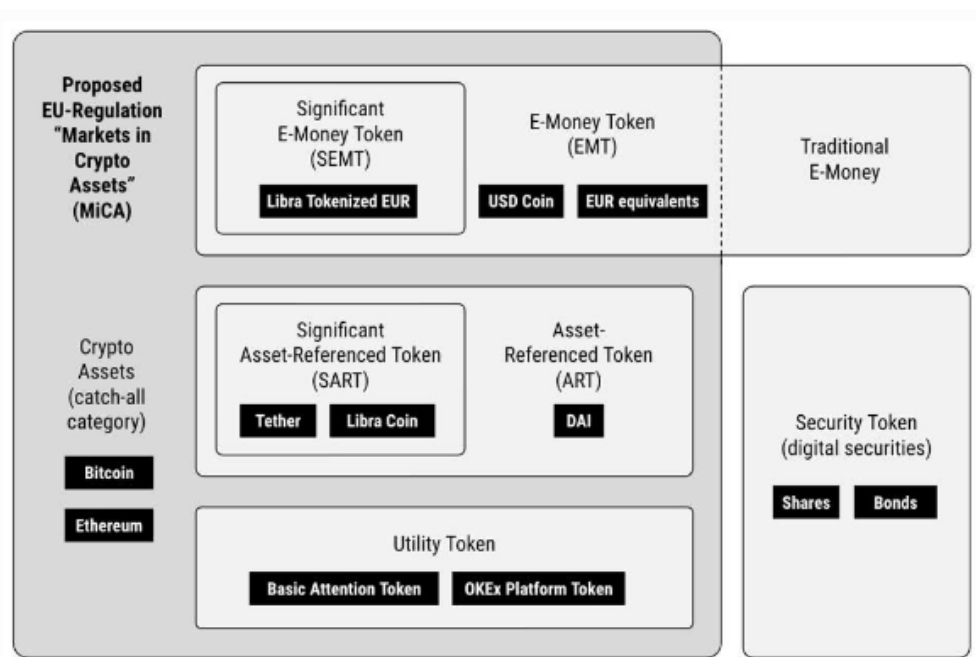 Proposed
EU-Regulation
"Markets in
Crypto
Assets"
(MiCA)
Significant
E-Money Token
(SEMT)
Libra Tokenized EUR
E-Money Token
(EMT)
USD Coin
EUR equivalents
Traditional
E-Money
Crypto
Assets
(catch-all
category)
Bitcoin
Ethereum
Significant
Asset-Referenced Token
(SART)
Tether
Libra Coin
Asset-
Referenced Token
(ART)
DAI
Security Token
(digital securities)
Shares
Bonds
Utility Token
Basic Attention Token
OKEx Platform Token